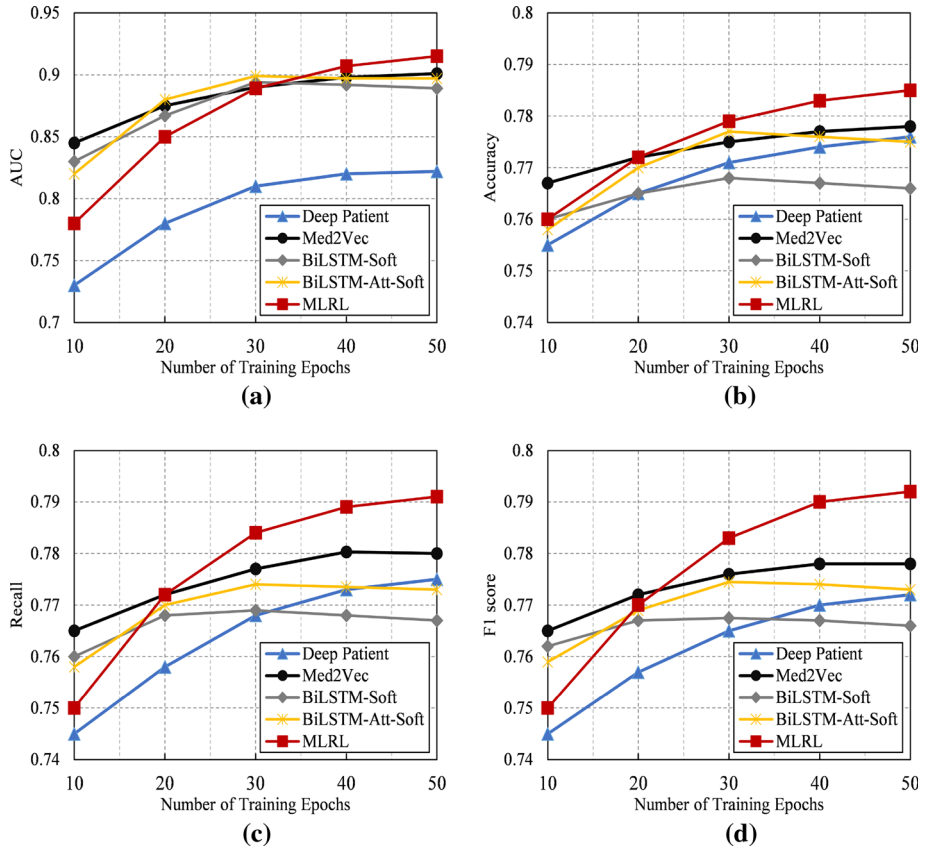 0.95
0.9
0.85
0.8
0.75
0.7
AUC
10 20 30 40 50
Number of Training Epochs
Deep Patient
Med2Vec
BiLSTM-Soft
BiLSTM-Att-Soft
MLRL
(a)
0.8
0.79
0.78
0.77
0.76
0.75
0.74
Accuracy
10 20 30 40 50
Number of Training Epochs
Deep Patient
Med2Vec
BiLSTM-Soft
BiLSTM-Att-Soft
MLRL
(b)
0.8
0.79
0.78
0.77
0.76
0.75
0.74
Recall
10 20 30 40 50
Number of Training Epochs
Deep Patient
Med2Vec
BiLSTM-Soft
BiLSTM-Att-Soft
MLRL
(c)
0.8
0.79
0.78
0.77
0.76
0.75
0.74
F1 score
10 20 30 40 50
Number of Training Epochs
Deep Patient
Med2Vec
BiLSTM-Soft
BiLSTM-Att-Soft
MLRL
(d)